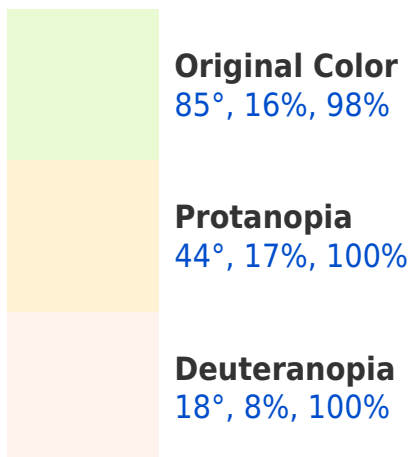 Original Color
85°, 16%, 98%
Protanopia
44°, 17%, 100%
Deuteranopia
18°, 8%, 100%